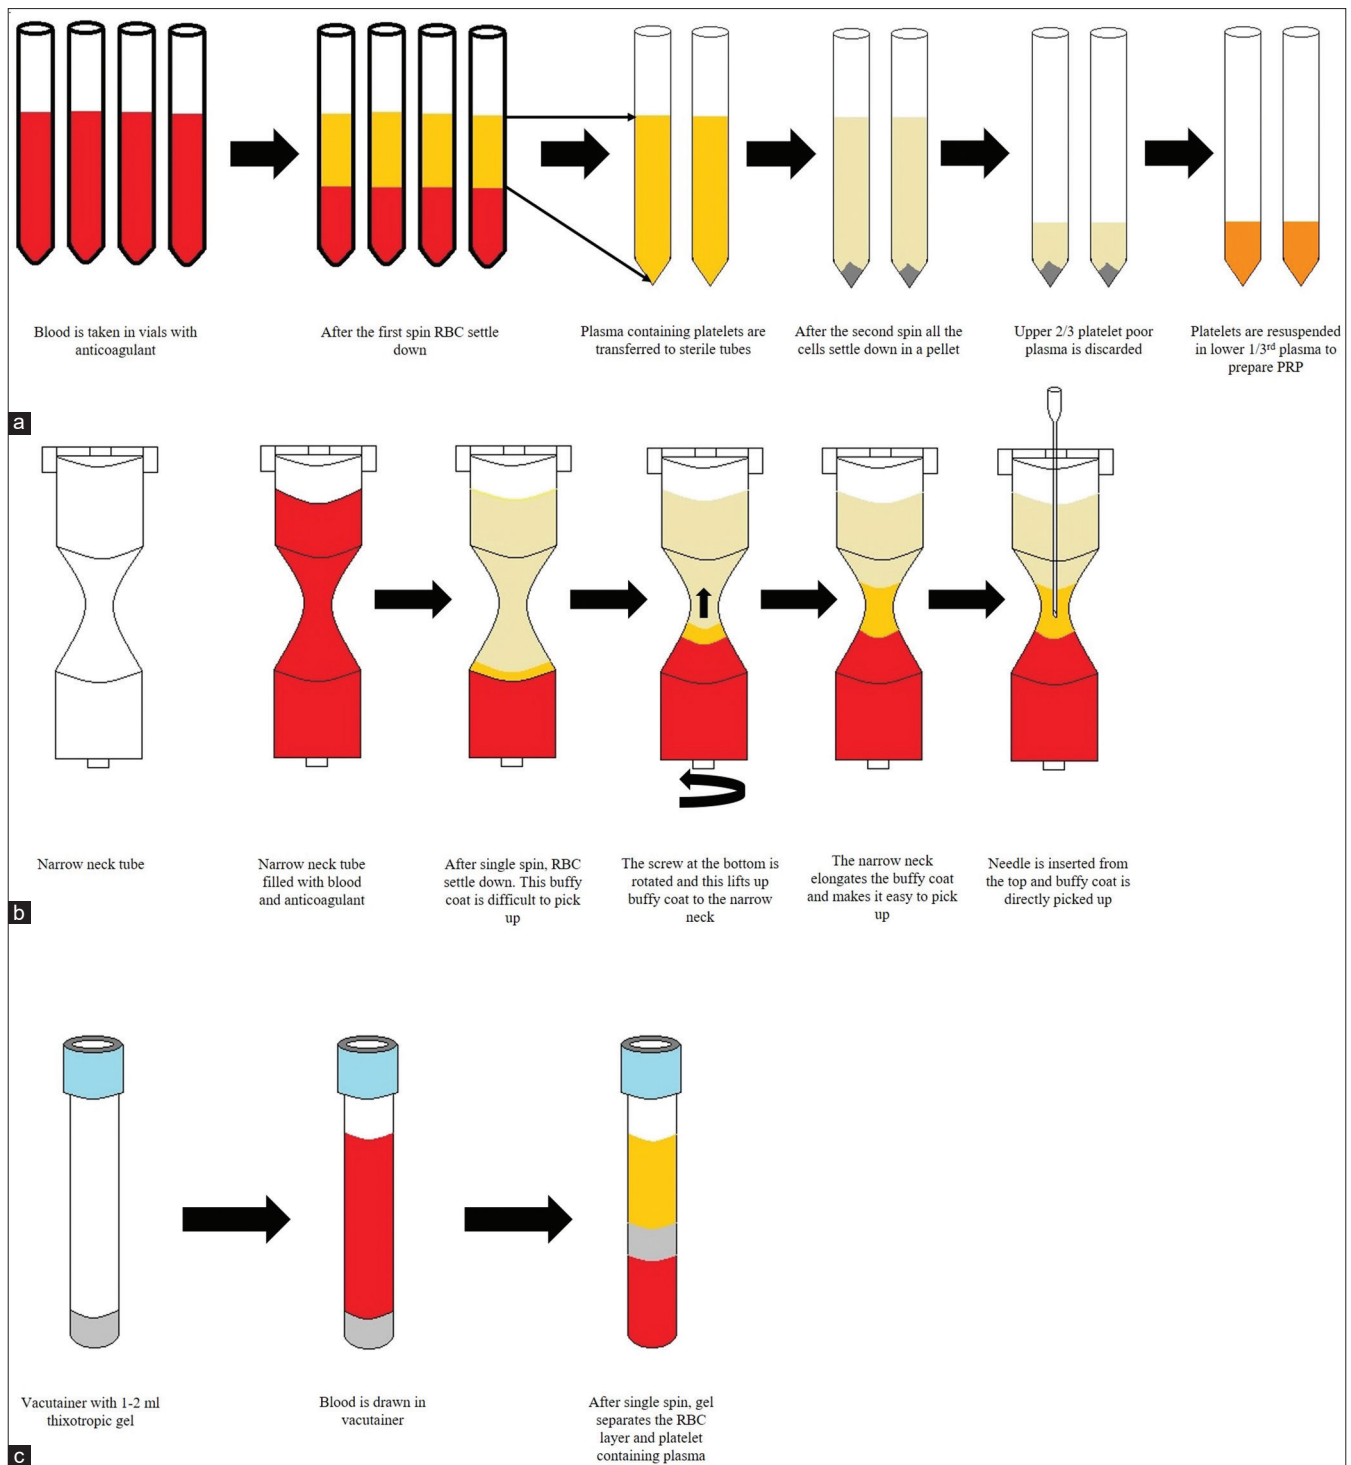 Blood is taken in vials with
anticoagulant
After the first spin RBC settle
down
Plasma containing platelets are
transferred to sterile tubes
After the second spin all the
cells settle down in a pellet
Upper 2/3 platelet poor
plasma is discarded
Platelets are resuspended
in lower 1/3rd plasma to
prepare PRP
a
Narrow neck tube
Narrow neck tube
filled with blood
and anticoagulant
After single spin, RBC
settle down. This buffy
coat is difficult to pick
up
The screw at the bottom is
rotated and this lifts up
buffy coat to the narrow
neck
The narrow neck
elongates the buffy coat
and makes it easy to pick
up
Needle is inserted from
the top and buffy coat is
directly picked up
b
Vacutainer with 1-2 ml
thixotropic gel
Blood is drawn in
vacutainer
After single spin, gel
separates the RBC
layer and platelet
containing plasma
c